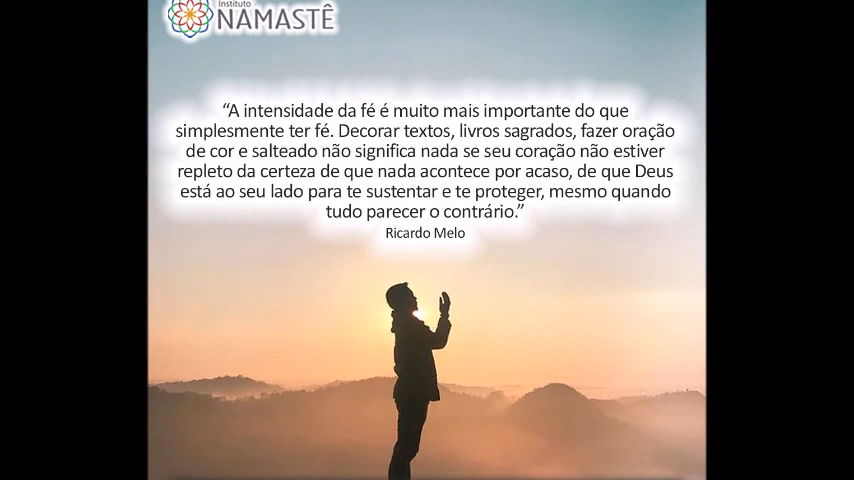 Instituto
NAMASTÊ
“A intensidade da fé é muito mais importante do que
simplesmente ter fé. Decorar textos, livros sagrados, fazer oração
de cor e salteado não significa nada se seu coração não estiver
repleto da certeza de que nada acontece por acaso, de que Deus
está ao seu lado para te sustentar e te proteger, mesmo quando
tudo parecer o contrário.”
Ricardo Melo